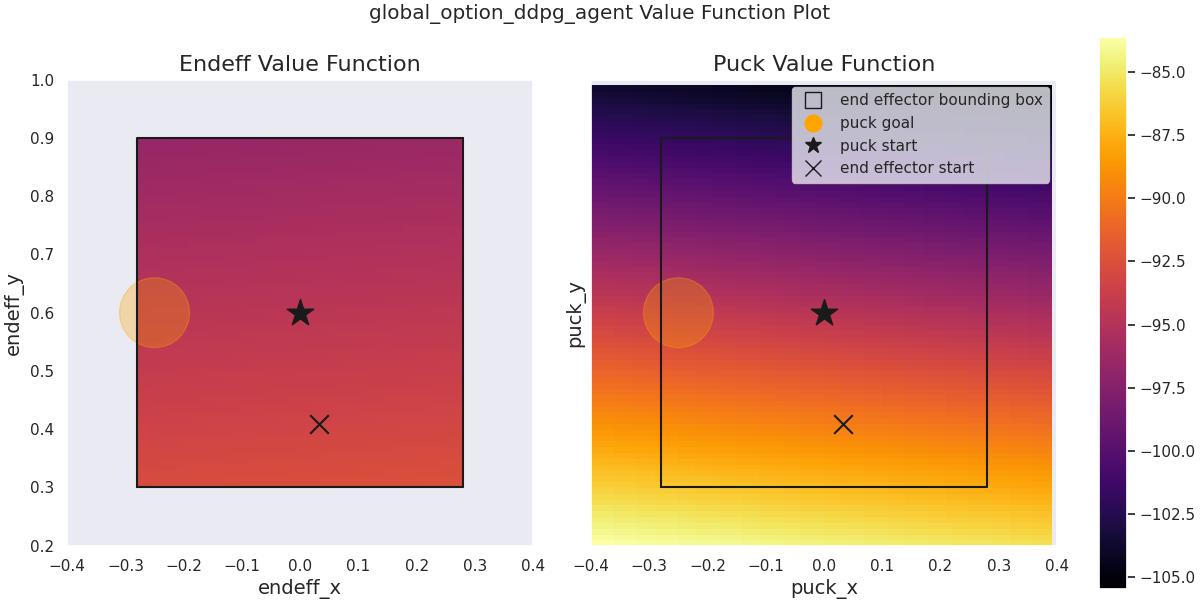 global_option_ddpg_agent Value Function Plot
Endeff Value Function
1.0
0.9
0.8
0.7
0.6
0.5
0.4
0.3
0.2
endeff_y
−0.4 −0.3 −0.2 −0.1 0.0 0.1 0.2 0.3 0.4
endeff_x
Puck Value Function
end effector bounding box
puck goal
puck start
end effector start
puck_y
−0.4 −0.3 −0.2 −0.1 0.0 0.1 0.2 0.3 0.4
puck_x
−85.0
−87.5
−90.0
−92.5
−95.0
−97.5
−100.0
−102.5
−105.0